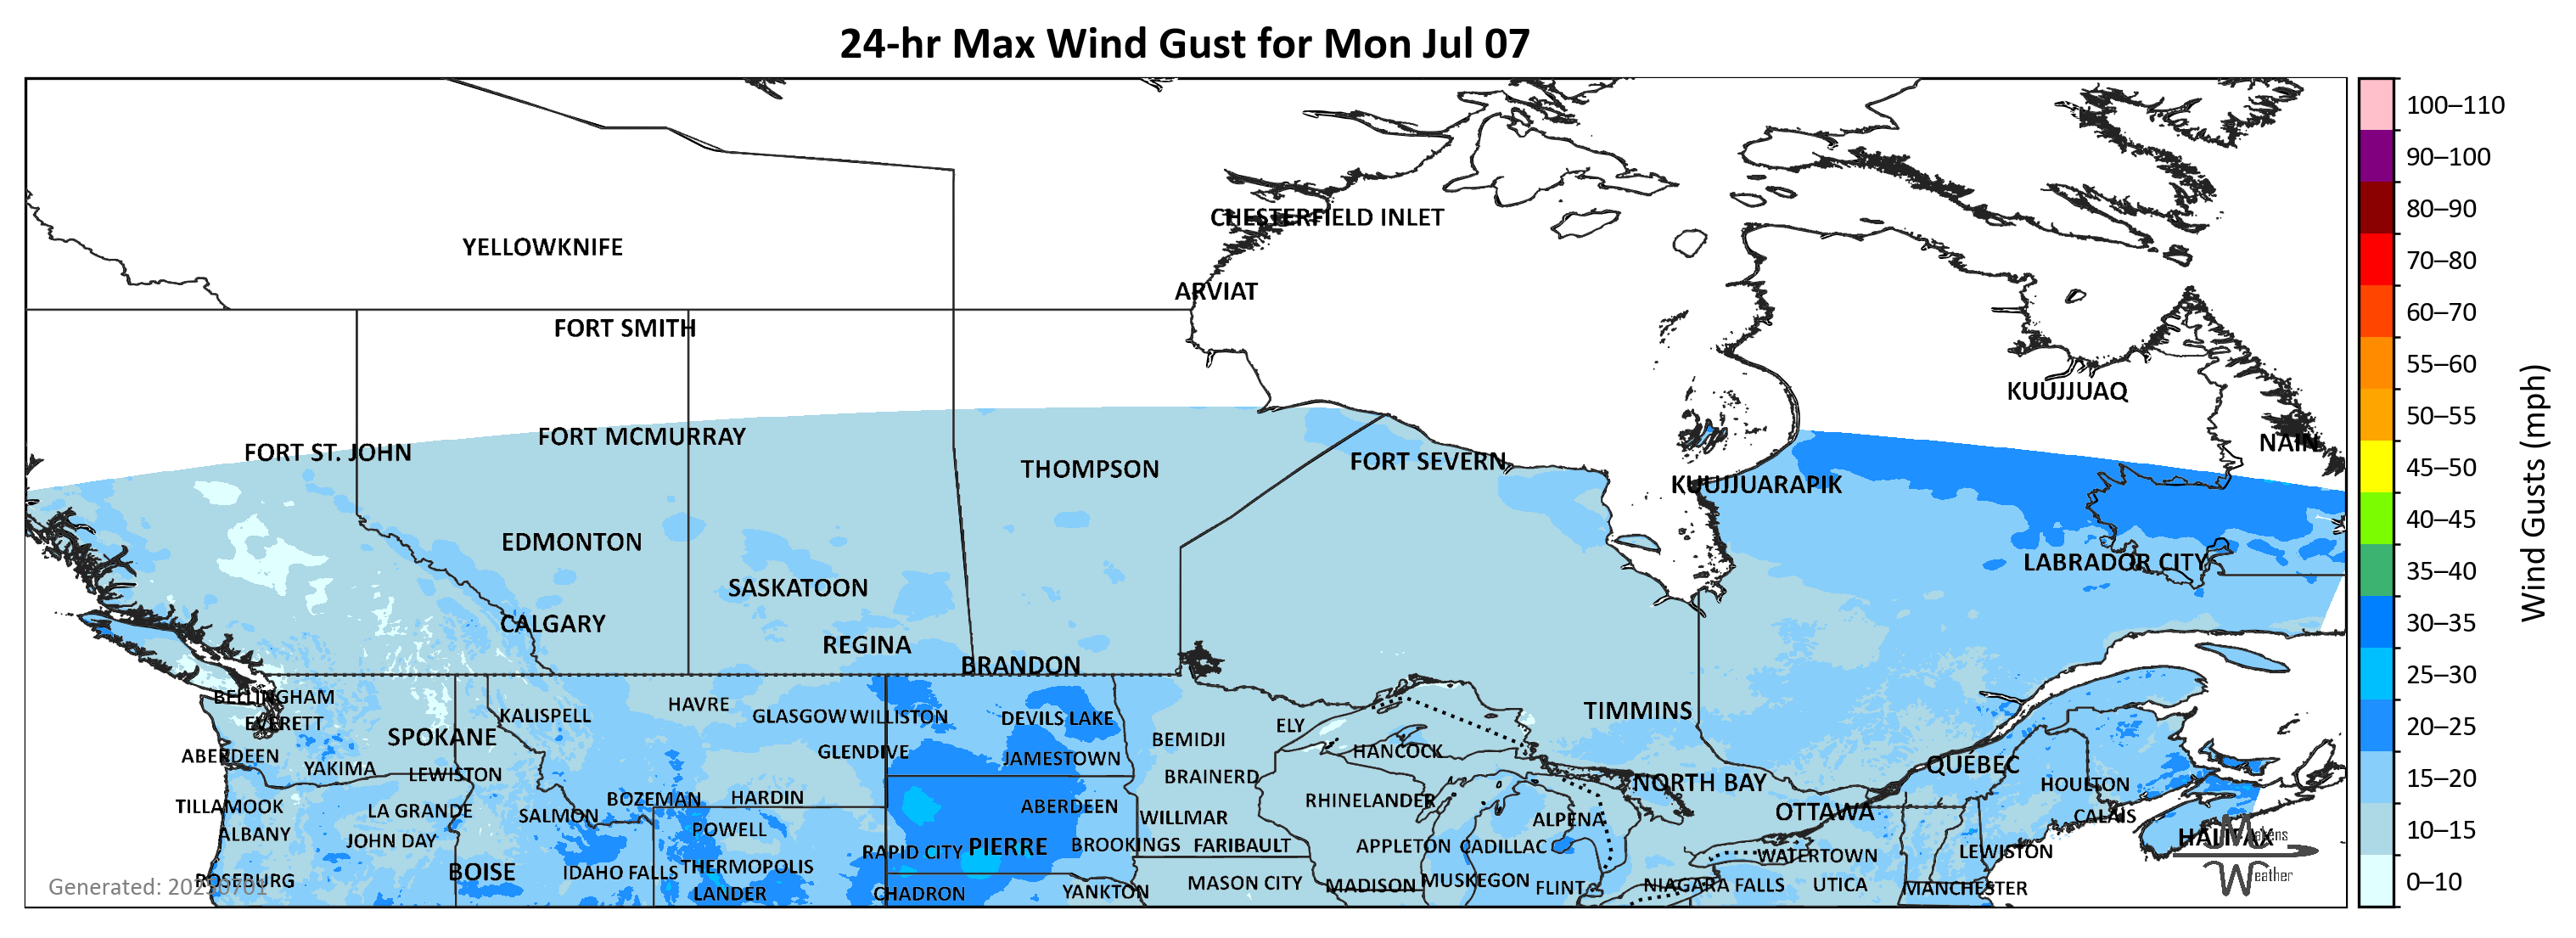 24-hr Max Wind Gust for Mon Jul 07
100–110
90–100
80–90
70–80
60–70
55–60
50–55
45–50
40–45
35–40
30–35
25–30
20–25
15–20
10–15
0–10
Wind Gusts (mph)
CHESTERFIELD INLET
YELLOWKNIFE
ARVIAT
FORT SMITH
KUUJJUAQ
FORT MCMURRAY
NAIN
FORT ST. JOHN
FORT SEVERN
THOMPSON
KUUJJUARAPIK
EDMONTON
LABRADOR CITY
SASKATOON
CALGARY
REGINA
BRANDON
BELLINGHAM
HAVRE
TIMMINS
KALISPELL
GLASGOW
WILLISTON
DEVILS LAKE
EVERETT
ELY
SPOKANE
BEMIDJI
GLENDIVE
HANCOCK
ABERDEEN
JAMESTOWN
QUÉBEC
YAKIMA
LEWISTON
BRAINERD
NORTH BAY
HOULTON
BOZEMAN
HARDIN
RHINELANDER
TILLAMOOK
LA GRANDE
SALMON
ABERDEEN
WILLMAR
ALPENA
OTTAWA
CALAIS
ALBANY
JOHN DAY
POWELL
PIERRE
BROOKINGS
FARIBAULT
APPLETON
CADILLAC
HALIFAX
RAPID CITY
WATERTOWN
LEWISTON
BOISE
IDAHO FALLS
THERMOPOLIS
ROSEBURG
MASON CITY
MADISON
MUSKEGON
FLINT
NIAGARA FALLS
UTICA
MANCHESTER
LANDER
CHADRON
YANKTON
Makens
Weather
Generated: 20250701